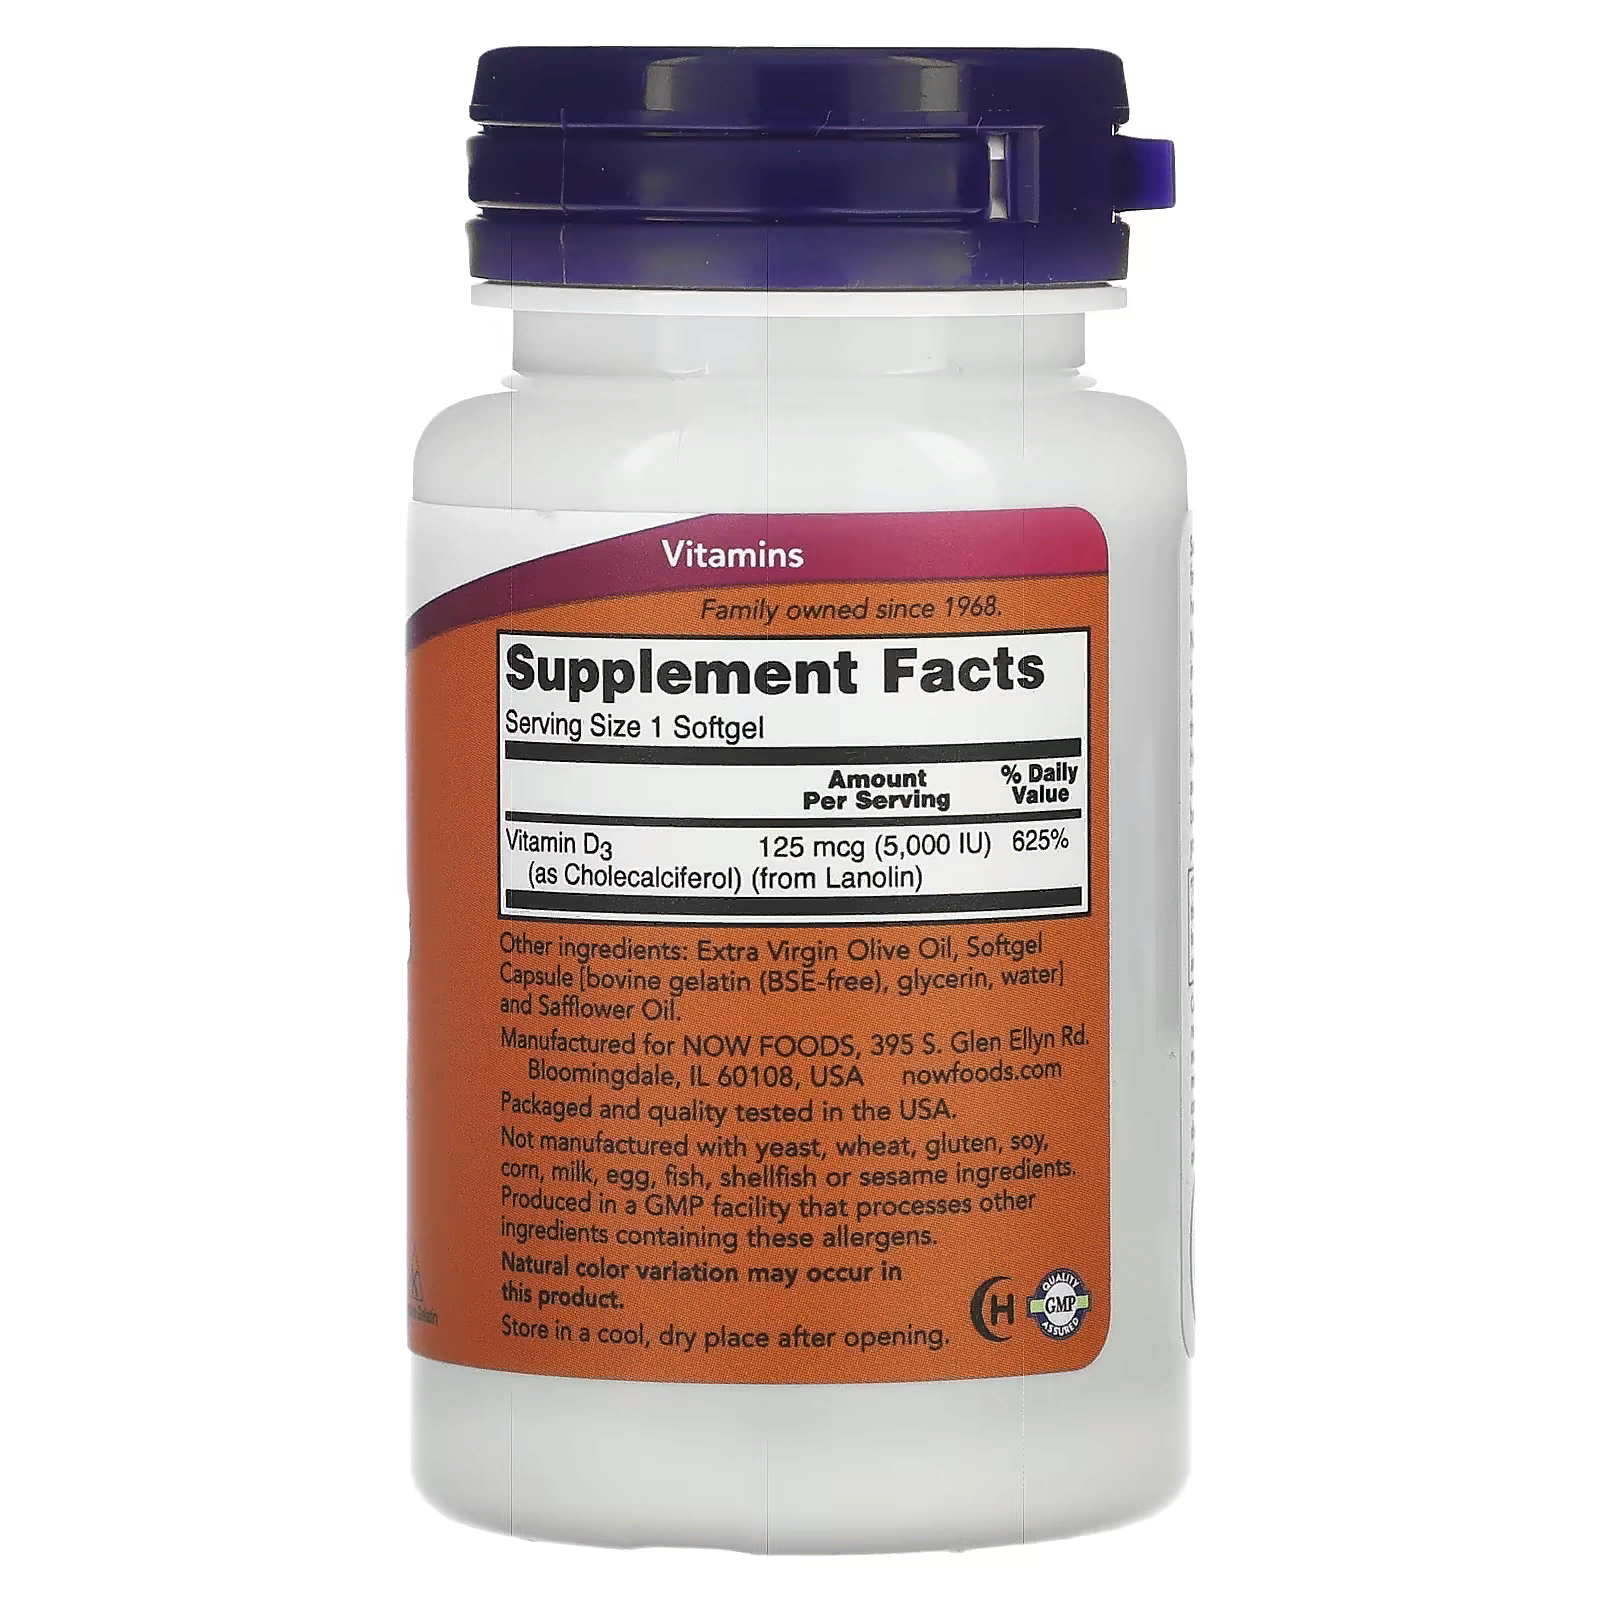 Vitamins
Family owned since 1968.
Supplement Facts
Serving Size 1 Softgel
Amount
Per Serving
% Daily
Value
Vitamin D3 125 mcg (5,000 IU) 625%
(as Cholecalciferol) (from Lanolin)
Other ingredients: Extra Virgin Olive Oil, Softgel
Capsule [bovine gelatin (BSE-free), glycerin, water]
and Safflower Oil.
Manufactured for NOW FOODS, 395 S. Glen Ellyn Rd.
Bloomingdale, IL 60108, USA nowfoods.com
Packaged and quality tested in the USA.
Not manufactured with yeast, wheat, gluten, soy,
corn, milk, egg, fish, shellfish or sesame ingredients.
Produced in a GMP facility that processes other
ingredients containing these allergens.
Natural color variation may occur in
this product.
Store in a cool, dry place after opening.
H
QUALITY
GMP
ASSURED